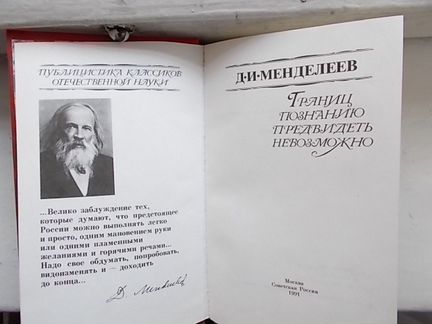 ПУБЛИЦИСТИКА КЛАССИКОВ
ОТЕЧЕСТВЕННОЙ НАУКИ
...Велико заблуждение тех,
которые думают, что предстоящее
России можно выполнять легко
и просто, одним мановением руки
или одними пламенными
желаниями и горячими речами...
Надо свое обдумать, попробовать,
видоизменять и — доходить
до конца...
Д. Менделеев
Д·И·МЕНДЕЛЕЕВ
ГРАНИЦ
ПОЗНАНИЮ
ПРЕДВИДЕТЬ
НЕВОЗМОЖНО
Москва
Советская Россия
1991